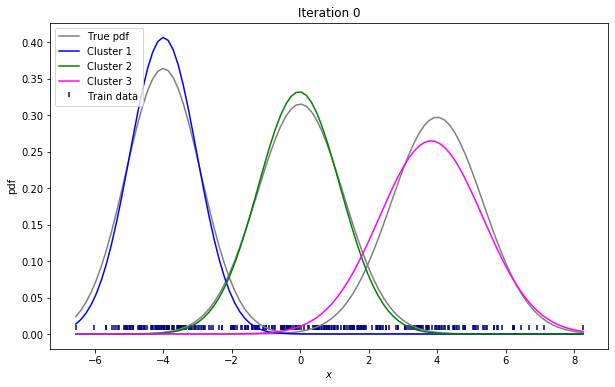 Iteration 0
True pdf
Cluster 1
Cluster 2
Cluster 3
Train data
pdf
0.40
0.35
0.30
0.25
0.20
0.15
0.10
0.05
0.00
−6 −4 −2 0 2 4 6 8
x